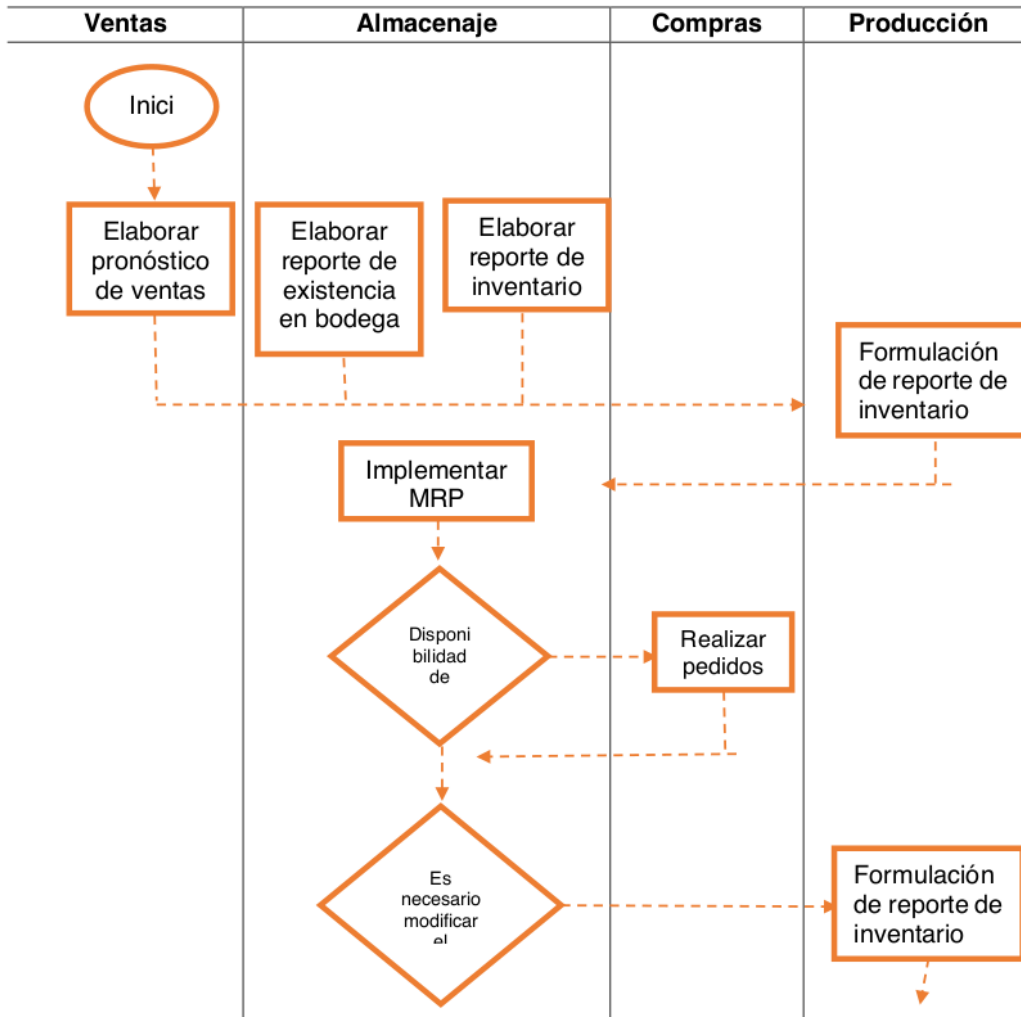 Ventas
Almacenaje
Compras
Producción
Inici
Elaborar
pronóstico
de ventas
Elaborar
reporte de
existencia
en bodega
Elaborar
reporte de
inventario
Formulación
de reporte de
inventario
Implementar
MRP
Disponi
bilidad
de
Realizar
pedidos
Es
necesario
modificar
el
Formulación
de reporte de
inventario